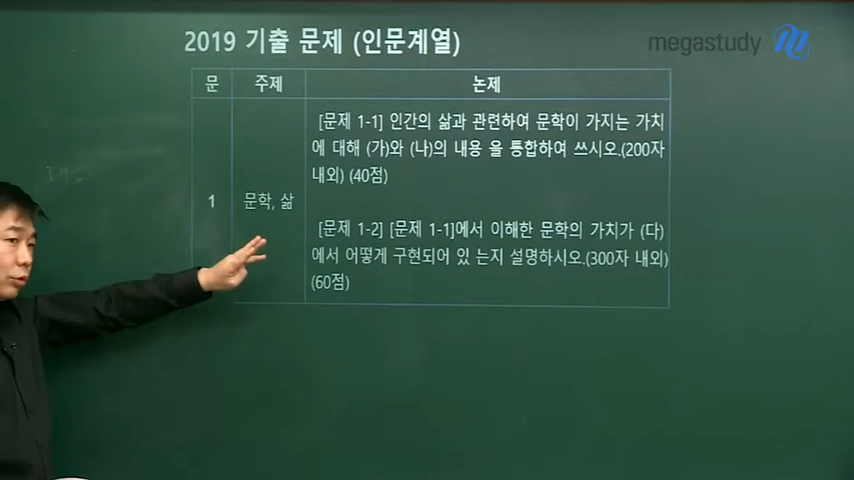 2019 기출 문제 (인문계열)
megastudy
문 주제 논제
[문제 1-1] 인간의 삶과 관련하여 문학이 가지는 가치
에 대해 (가)와 (나)의 내용 을 통합하여 쓰시오.(200자
내외) (40점)
1 문학, 삶
[문제 1-2] [문제 1-1]에서 이해한 문학의 가치가 (다)
에서 어떻게 구현되어 있 는지 설명하시오.(300자 내외)
(60점)